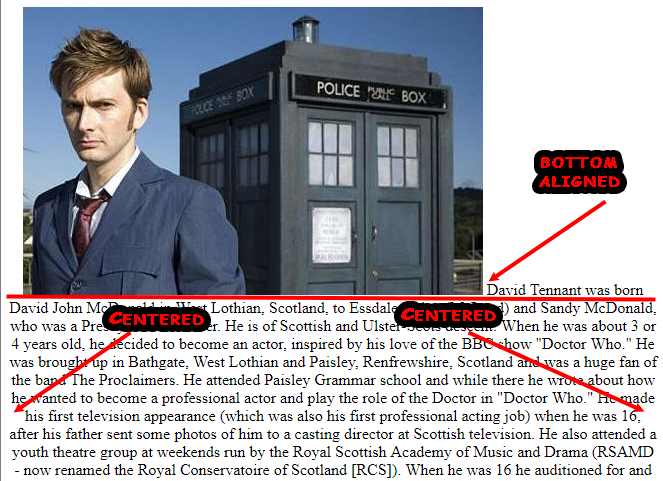 POLICE PUBLIC CALL BOX
POLICE PUBLIC CALL BOX
BOTTOM
ALIGNED
David Tennant was born
David John McDonald in West Lothian, Scotland, to Essdale and Sandy McDonald,
CENTERED
CENTERED
who was a He is of Scottish and Ulster-Scots descent. When he was about 3 or
4 years old, he decided to become an actor, inspired by his love of the BBC show "Doctor Who." He
was brought up in Bathgate, West Lothian and Paisley, Renfrewshire, Scotland and was a huge fan of
the band The Proclaimers. He attended Paisley Grammar school and while there he wrote about how
he wanted to become a professional actor and play the role of the Doctor in "Doctor Who." He made
his first television appearance (which was also his first professional acting job) when he was 16,
after his father sent some photos of him to a casting director at Scottish television. He also attended a
youth theatre group at weekends run by the Royal Scottish Academy of Music and Drama (RSAMD
- now renamed the Royal Conservatoire of Scotland [RCS]). When he was 16 he auditioned for and